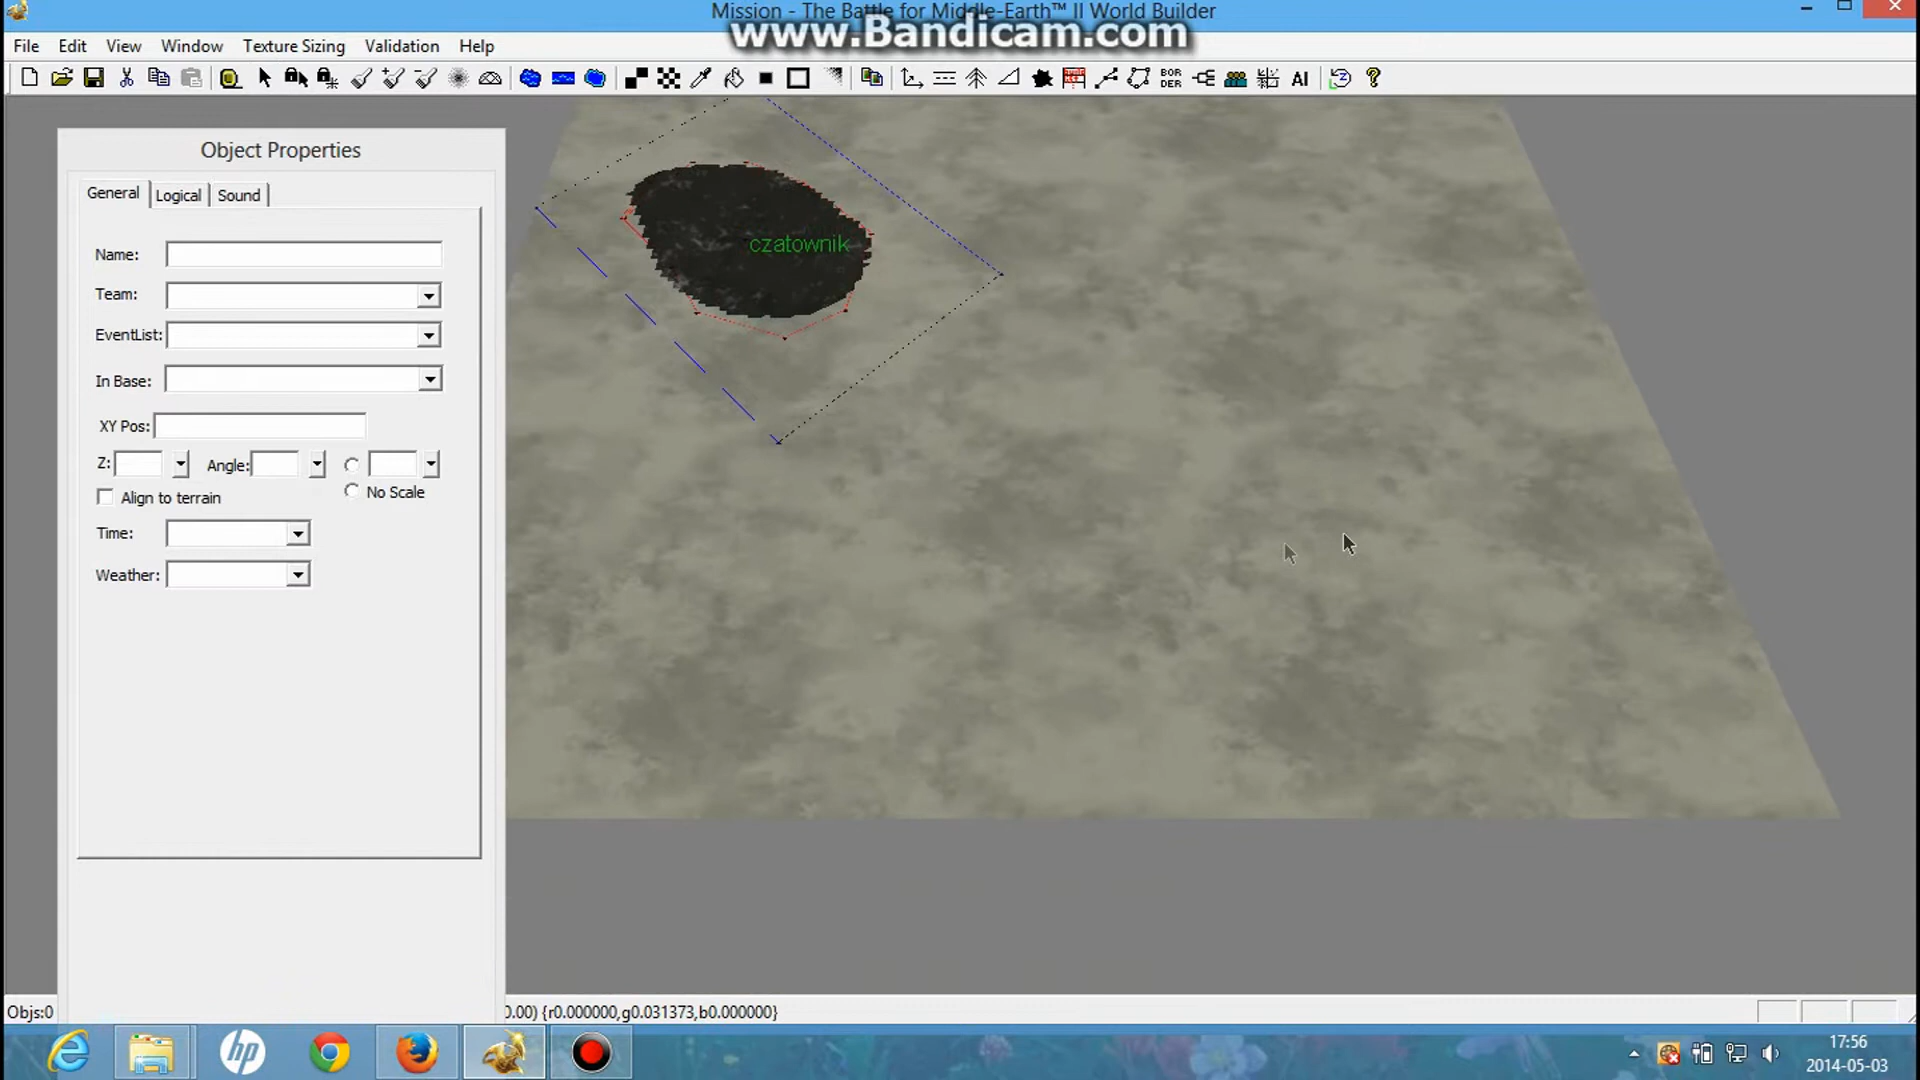 Mission - The Battle for Middle-Earth™ II World Builder
www.Bandicam.com
File Edit View Window Texture Sizing Validation Help
BOR DER AI
Object Properties
General Logical Sound
Name:
Team:
EventList:
In Base:
XY Pos:
Z: Angle:
No Scale
Align to terrain
Time:
Weather:
czatownik
Objs:0 0.00) {r0.000000,g0.031373,b0.000000}
hp
17:56
2014-05-03